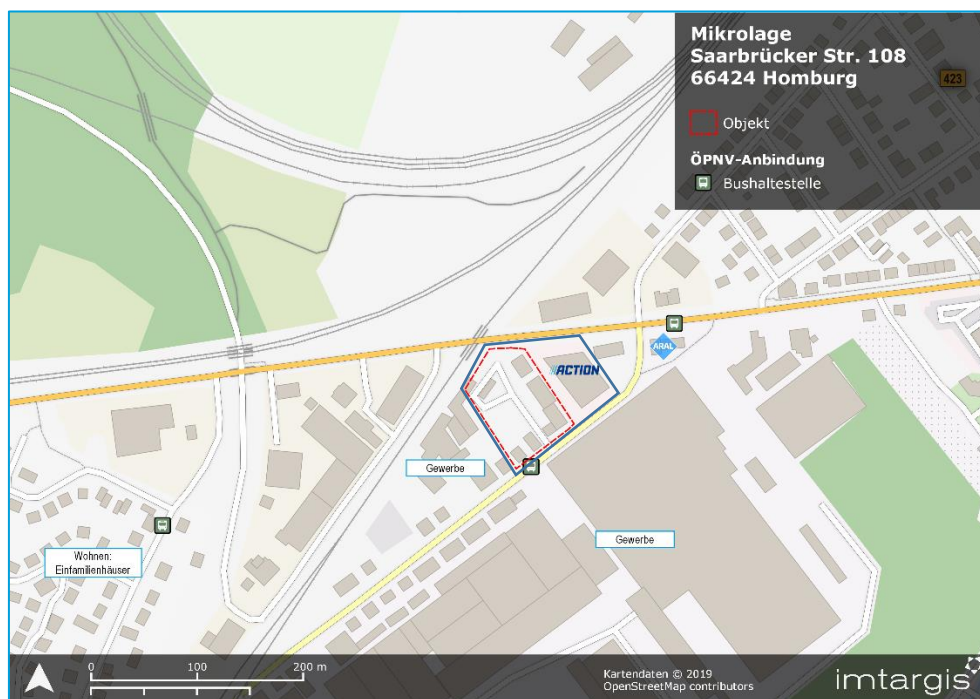 Mikrolage
Saarbrücker Str. 108
66424 Homburg
423
Objekt
ÖPNV-Anbindung
Bushaltestelle
ARAL
ACTION
Gewerbe
Gewerbe
Wohnen:
Einfamilienhäuser
0 100 200 m
Kartendaten © 2019
OpenStreetMap contributors
imtargis